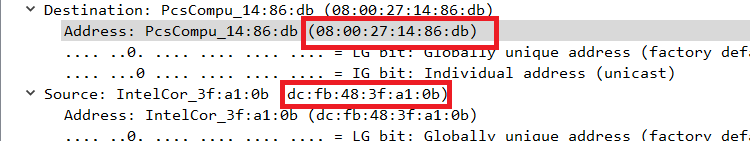 Destination: PcsCompu_14:86:db (08:00:27:14:86:db)
Address: PcsCompu_14:86:db (08:00:27:14:86:db)
.... ..0. .... .... .... .... = LG bit: Globally unique address (factory defa
.... ...0 .... .... .... .... = IG bit: Individual address (unicast)
Source: IntelCor_3f:a1:0b (dc:fb:48:3f:a1:0b)
Address: IntelCor_3f:a1:0b (dc:fb:48:3f:a1:0b)
.... ..0. .... .... .... .... = LG bit: Globally unique address (factory def